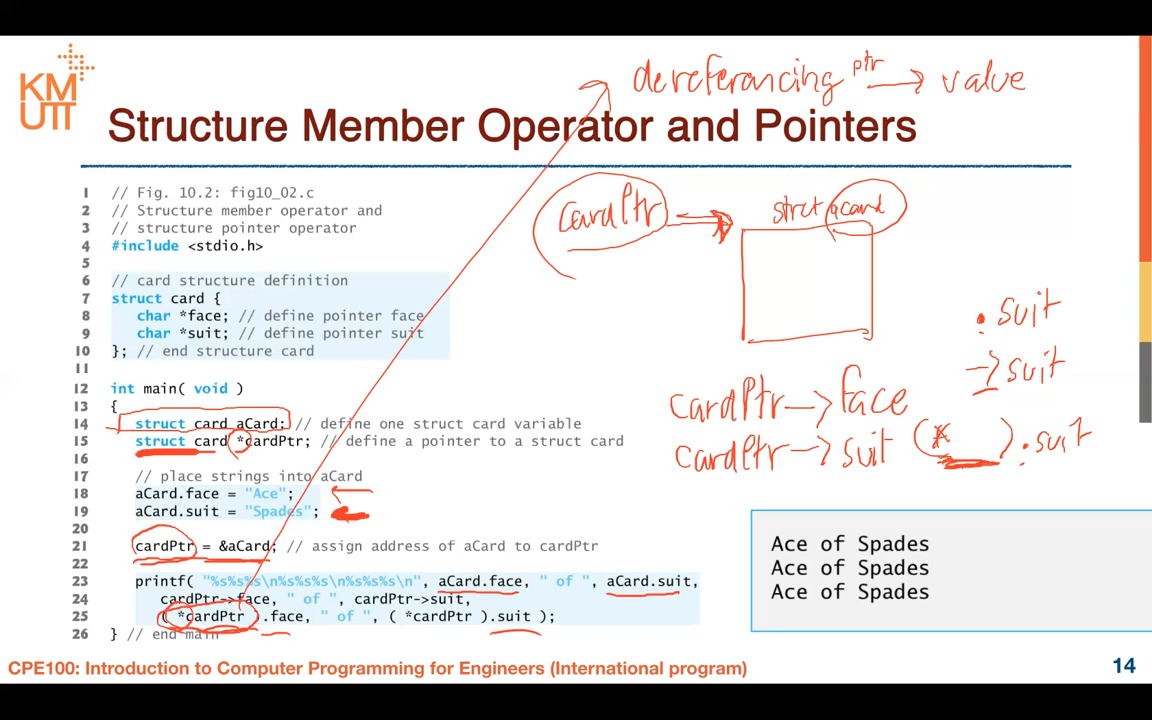 dereferancing ptr → value
KM
UTT
Structure Member Operator and Pointers
cardPtr
struct acard
1 // Fig. 10.2: fig10_02.c
2 // Structure member operator and
3 // structure pointer operator
4 #include <stdio.h>
5
6 // card structure definition
7 struct card {
8 char *face; // define pointer face
9 char *suit; // define pointer suit
10 }; // end structure card
11
12 int main( void )
13 {
14 struct card aCard; // define one struct card variable
15 struct card *cardPtr; // define a pointer to a struct card
16
17 // place strings into aCard
18 aCard.face = "Ace";
19 aCard.suit = "Spades";
20
21 cardPtr = &aCard; // assign address of aCard to cardPtr
22
23 printf( "%s%s%s\n%s%s%s\n%s%s%s\n", aCard.face, " of ", aCard.suit,
24 cardPtr->face, " of ", cardPtr->suit,
25 ( *cardPtr ).face, " of ", ( *cardPtr ).suit );
26 } // end main
.suit
→ suit
cardPtr → face
cardPtr → suit (* ).suit
Ace of Spades
Ace of Spades
Ace of Spades
CPE100: Introduction to Computer Programming for Engineers (International program)
14